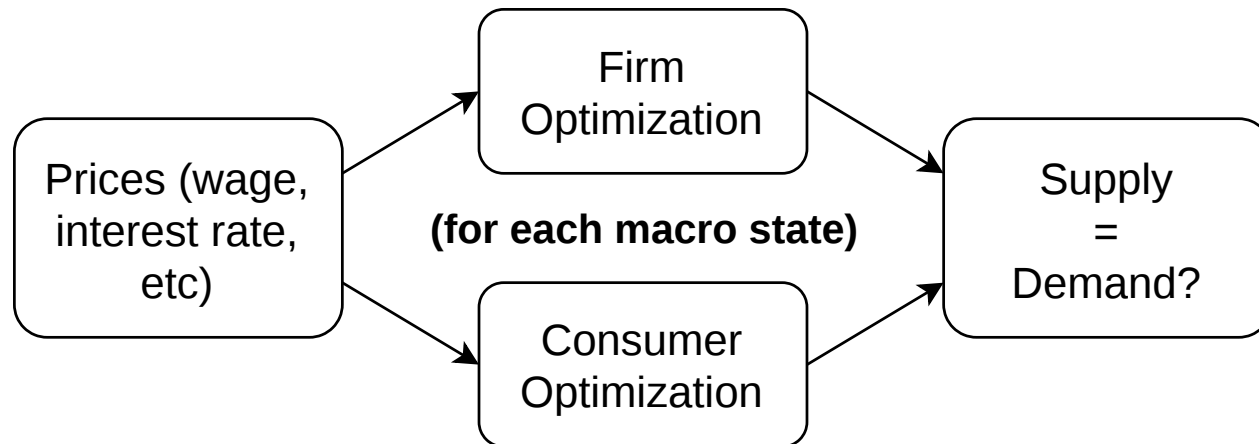 Prices (wage,
interest rate,
etc)
Firm
Optimization
(for each macro state)
Consumer
Optimization
Supply
=
Demand?